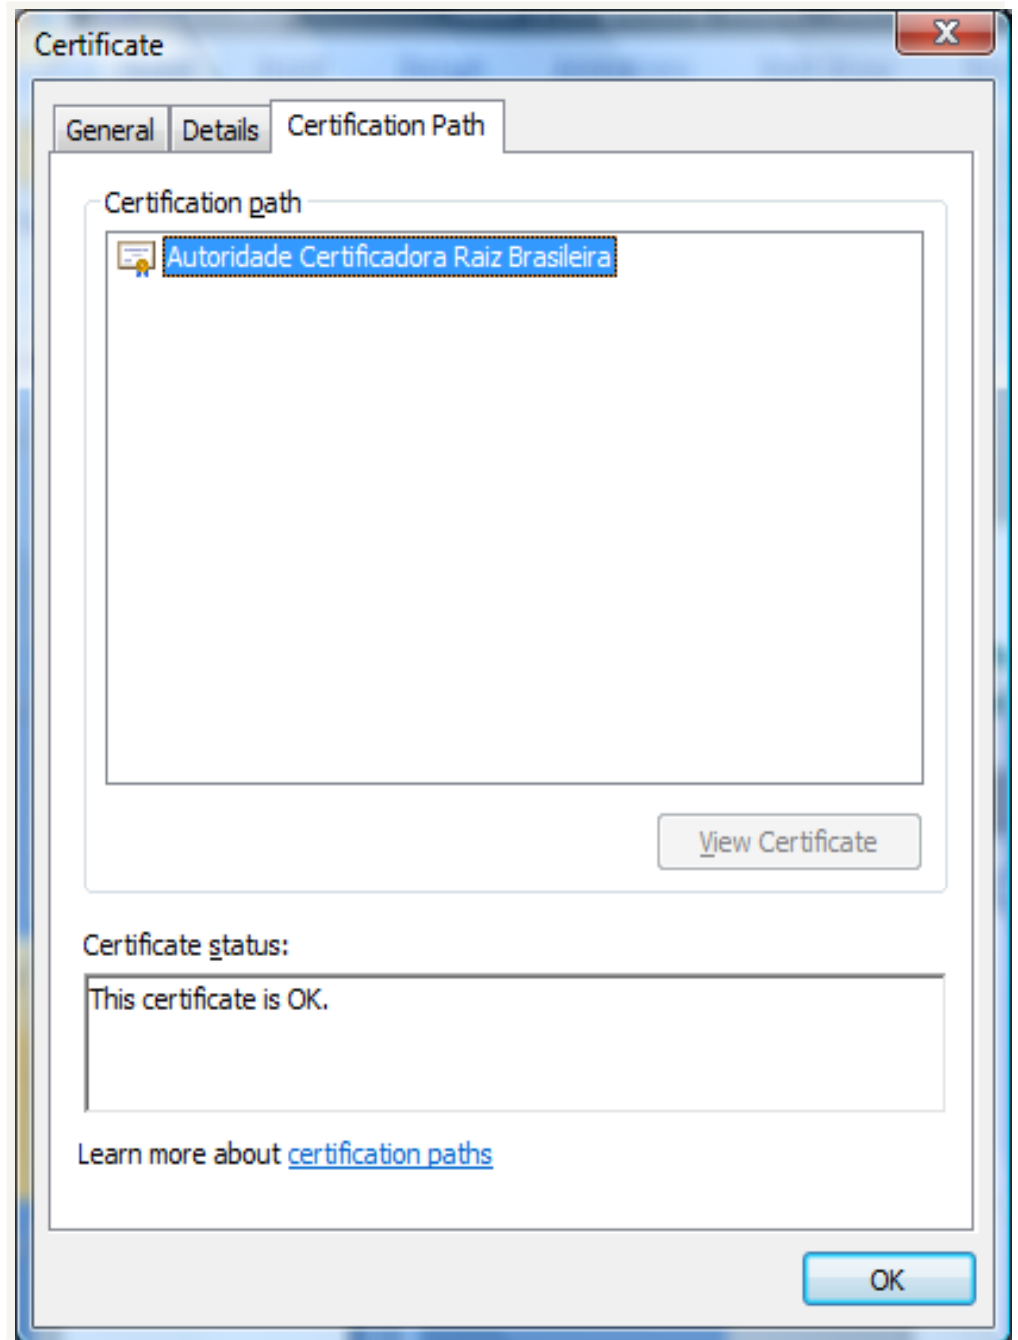 Certificate
General Details Certification Path
Certification path
Autoridade Certificadora Raiz Brasileira
View Certificate
Certificate status:
This certificate is OK.
Learn more about certification paths
OK